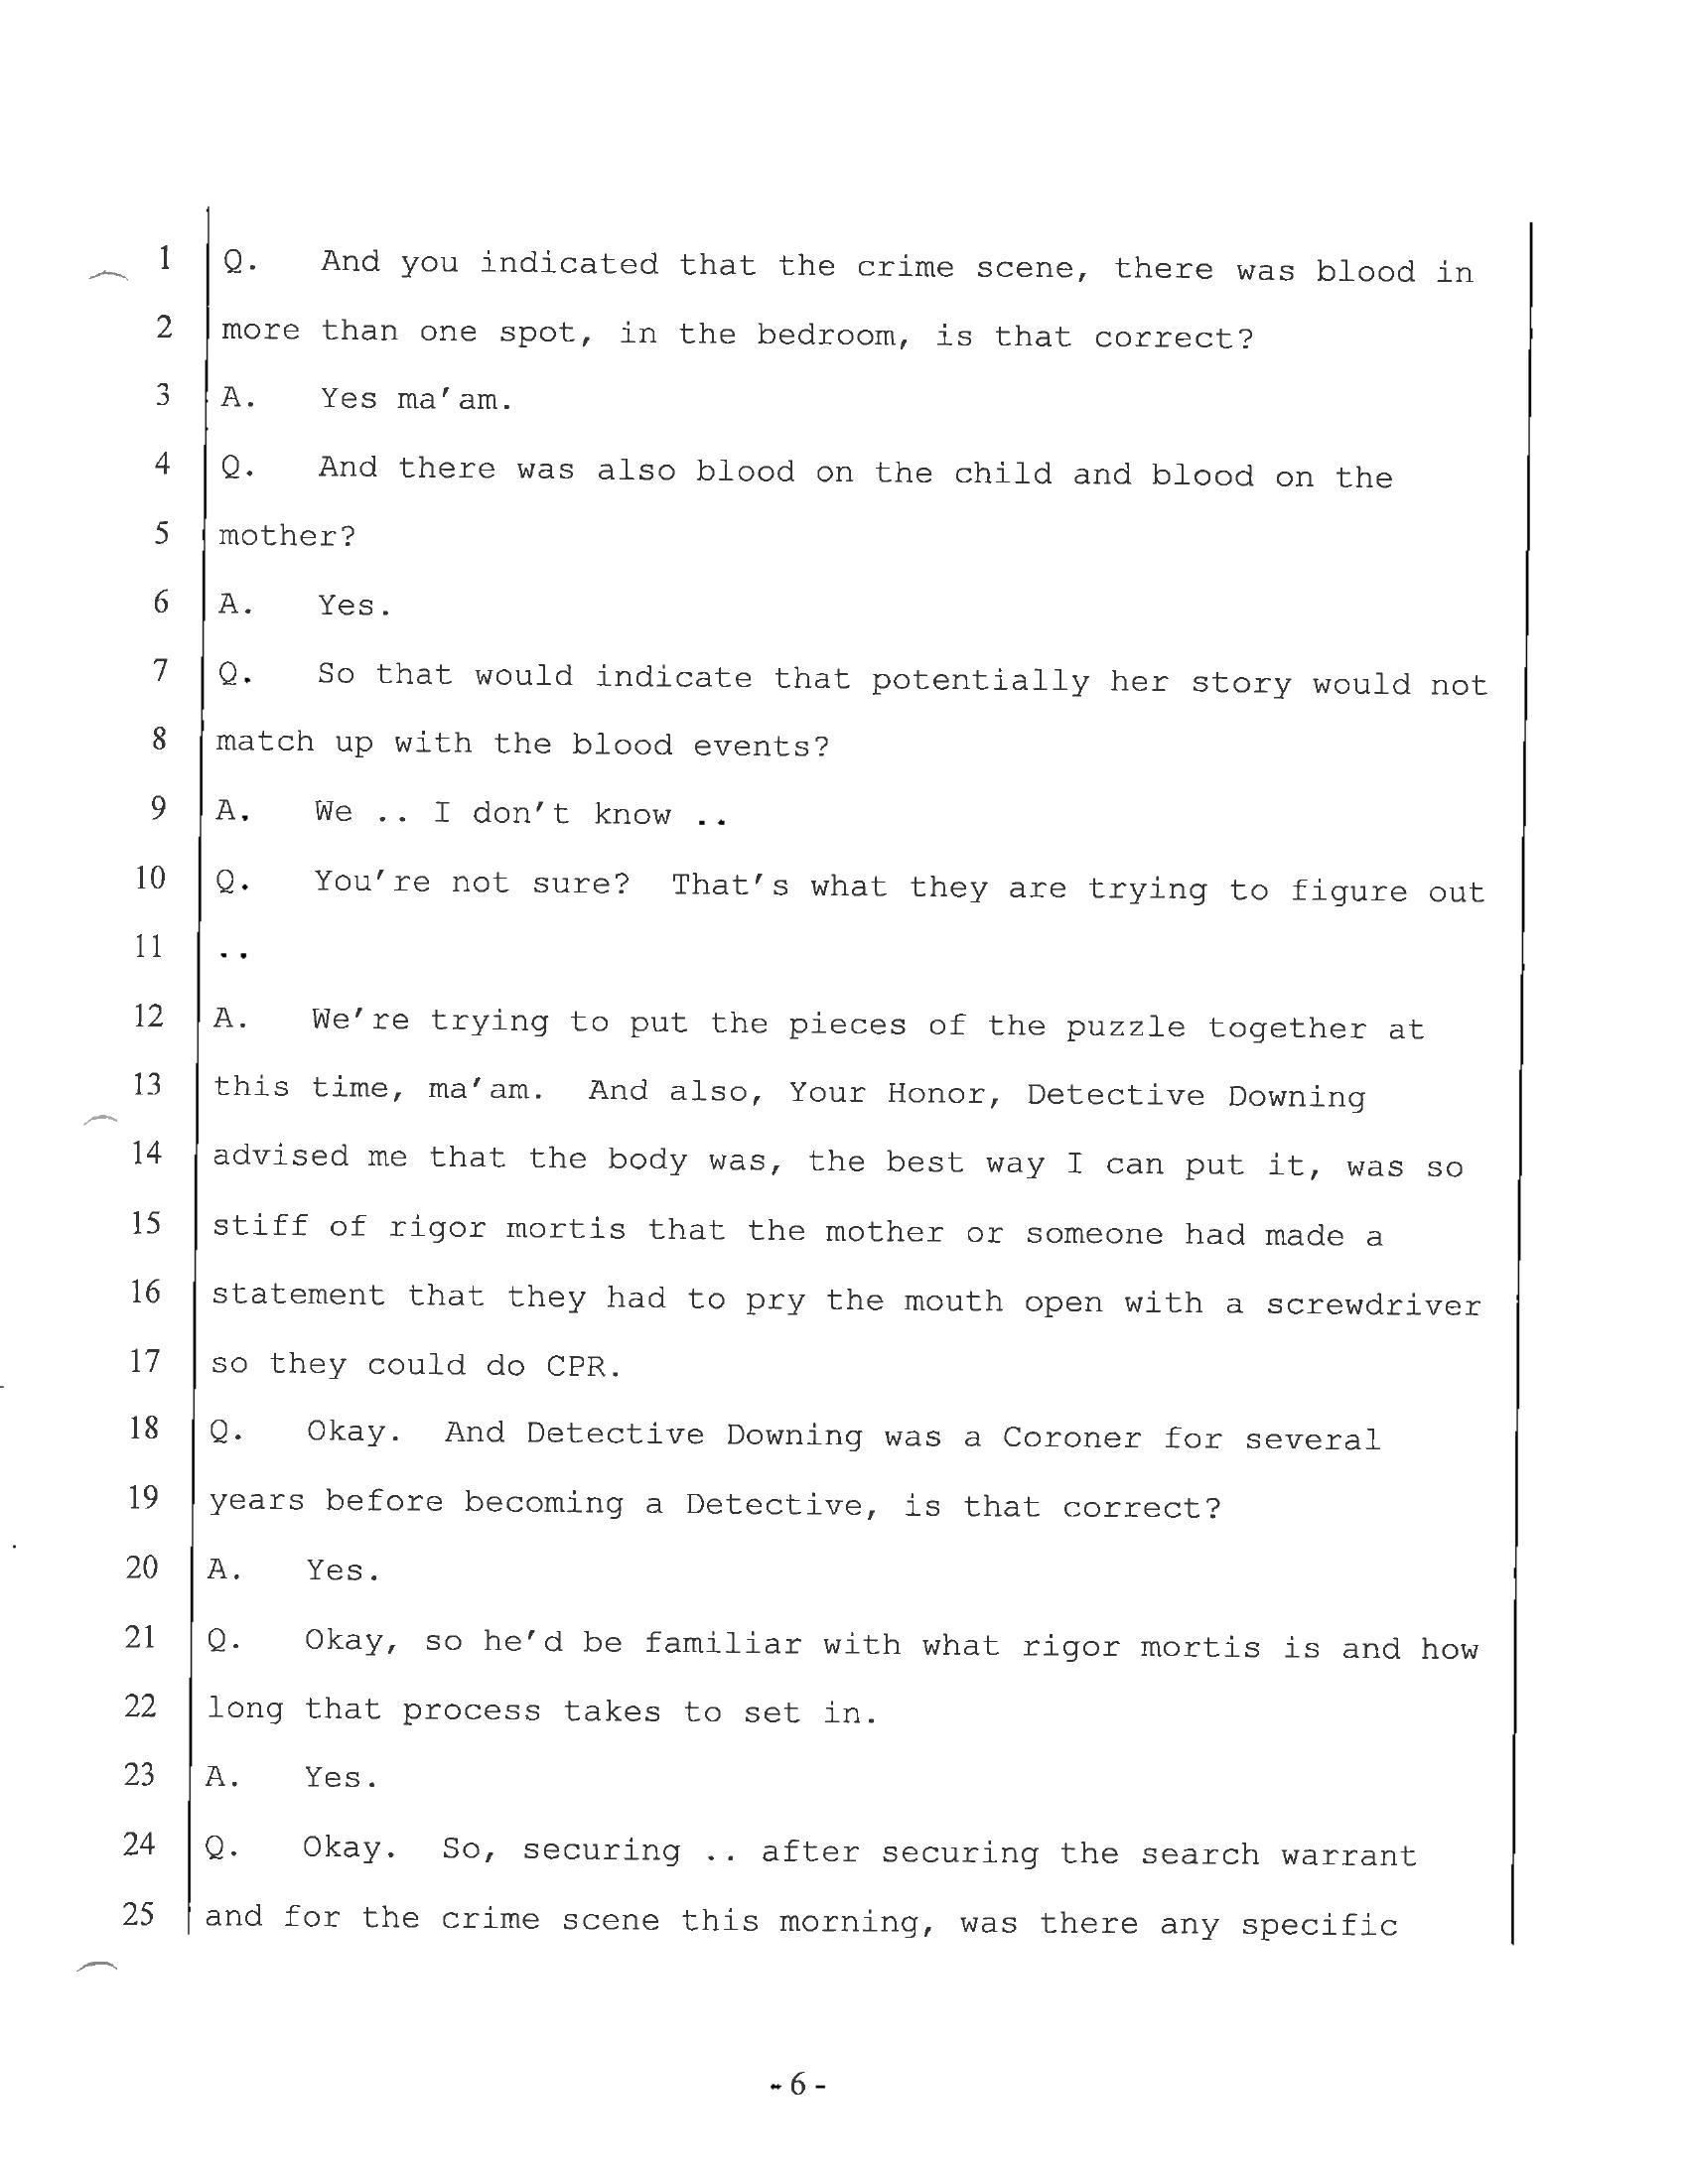 1 Q. And you indicated that the crime scene, there was blood in
2 more than one spot, in the bedroom, is that correct?
3 A. Yes ma'am.
4 Q. And there was also blood on the child and blood on the
5 mother?
6 A. Yes.
7 Q. So that would indicate that potentially her story would not
8 match up with the blood events?
9 A. We .. I don't know ..
10 Q. You're not sure? That's what they are trying to figure out
11 ..
12 A. We're trying to put the pieces of the puzzle together at
13 this time, ma'am. And also, Your Honor, Detective Downing
14 advised me that the body was, the best way I can put it, was so
15 stiff of rigor mortis that the mother or someone had made a
16 statement that they had to pry the mouth open with a screwdriver
17 so they could do CPR.
18 Q. Okay. And Detective Downing was a Coroner for several
19 years before becoming a Detective, is that correct?
20 A. Yes.
21 Q. Okay, so he'd be familiar with what rigor mortis is and how
22 long that process takes to set in.
23 A. Yes.
24 Q. Okay. So, securing .. after securing the search warrant
25 and for the crime scene this morning, was there any specific
- 6 -